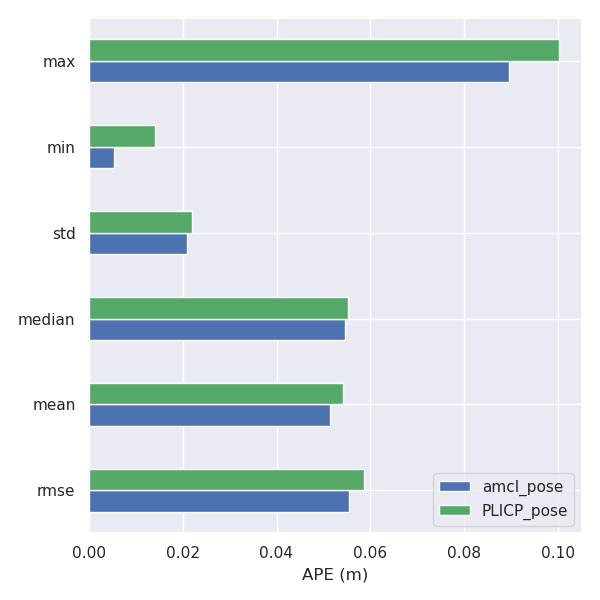 max
min
std
median
mean
rmse
amcl_pose
PLICP_pose
0.00 0.02 0.04 0.06 0.08 0.10
APE (m)